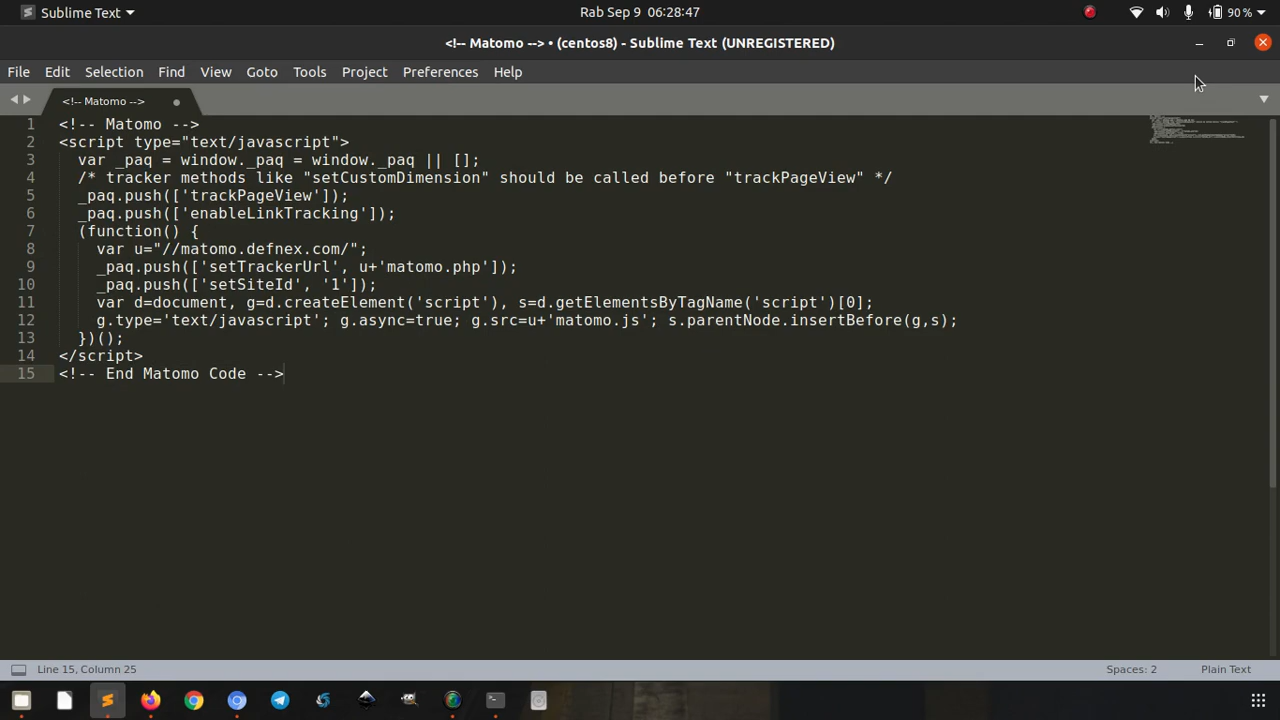 Sublime Text
Rab Sep 9 06:28:47
90 %
<!-- Matomo --> • (centos8) - Sublime Text (UNREGISTERED)
File Edit Selection Find View Goto Tools Project Preferences Help
<!-- Matomo -->
1 <!-- Matomo -->
2 <script type="text/javascript">
3   var _paq = window._paq = window._paq || [];
4   /* tracker methods like "setCustomDimension" should be called before "trackPageView" */
5   _paq.push(['trackPageView']);
6   _paq.push(['enableLinkTracking']);
7   (function() {
8     var u="//matomo.defnex.com/";
9     _paq.push(['setTrackerUrl', u+'matomo.php']);
10     _paq.push(['setSiteId', '1']);
11     var d=document, g=d.createElement('script'), s=d.getElementsByTagName('script')[0];
12     g.type='text/javascript'; g.async=true; g.src=u+'matomo.js'; s.parentNode.insertBefore(g,s);
13   })();
14 </script>
15 <!-- End Matomo Code -->
Line 15, Column 25
Spaces: 2
Plain Text